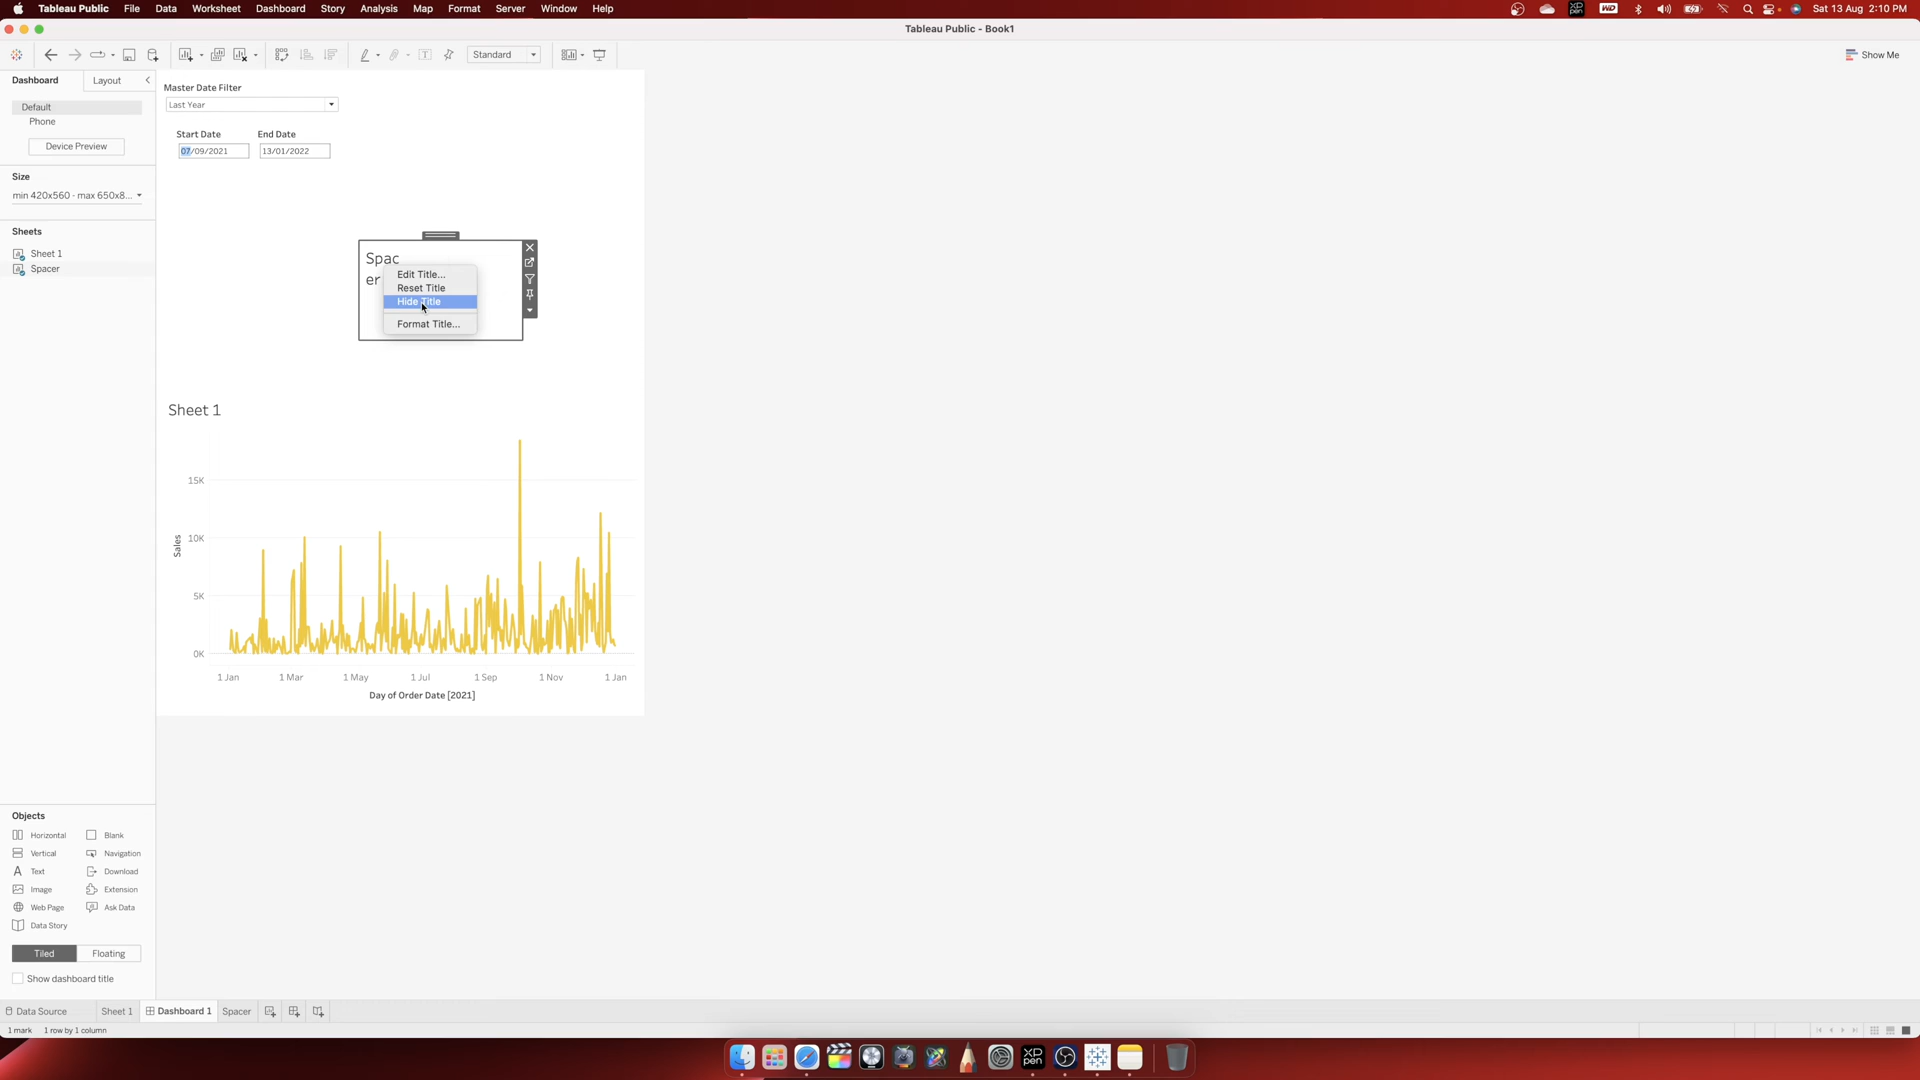 Tableau Public File Data Worksheet Dashboard Story Analysis Map Format Server Window Help
XP pen WD Sat 13 Aug 2:10 PM
Tableau Public - Book1
Standard Show Me
Dashboard Layout
Default
Phone
Device Preview
Size
min 420x560 - max 650x8...
Sheets
Sheet 1
Spacer
Master Date Filter
Last Year
Start Date End Date
07/09/2021 13/01/2022
Spac
er
Edit Title...
Reset Title
Hide Title
Format Title...
Sheet 1
15K
10K
5K
0K
Sales
1 Jan 1 Mar 1 May 1 Jul 1 Sep 1 Nov 1 Jan
Day of Order Date [2021]
Objects
Horizontal Blank
Vertical Navigation
A Text Download
Image Extension
Web Page Ask Data
Data Story
Tiled Floating
Show dashboard title
Data Source Sheet 1 Dashboard 1 Spacer
1 mark 1 row by 1 column
XP pen